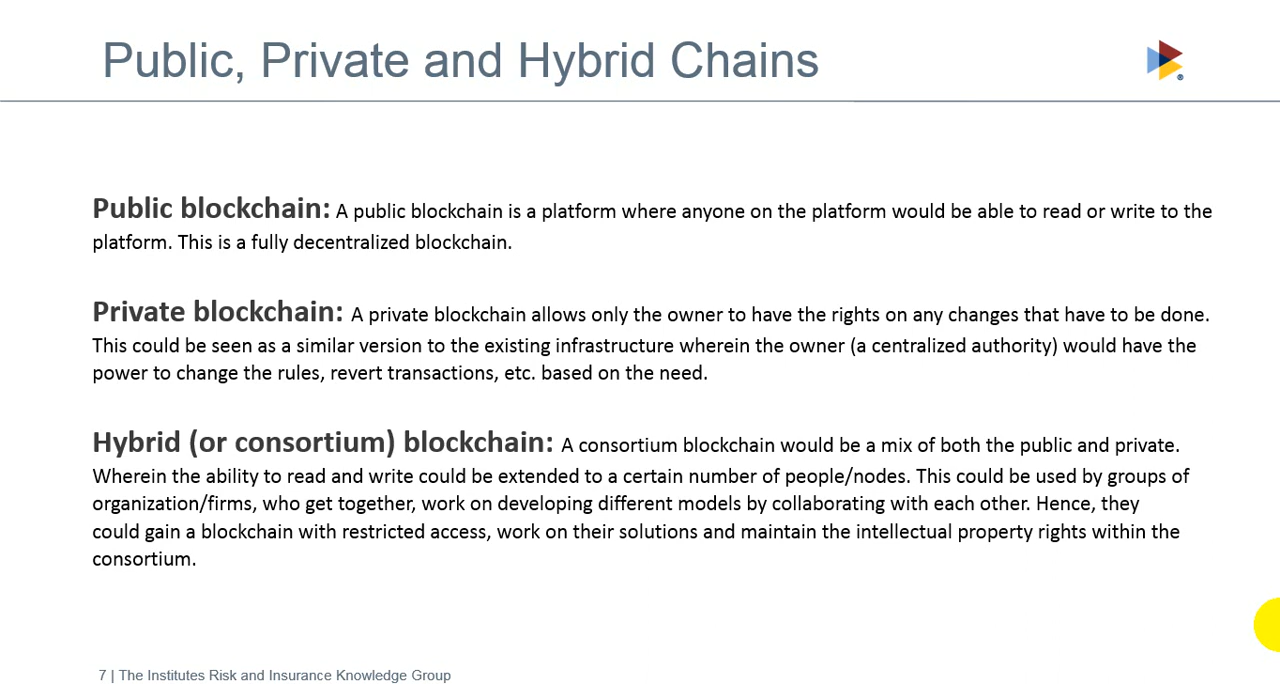 Public, Private and Hybrid Chains
Public blockchain: A public blockchain is a platform where anyone on the platform would be able to read or write to the
platform. This is a fully decentralized blockchain.
Private blockchain: A private blockchain allows only the owner to have the rights on any changes that have to be done.
This could be seen as a similar version to the existing infrastructure wherein the owner (a centralized authority) would have the
power to change the rules, revert transactions, etc. based on the need.
Hybrid (or consortium) blockchain: A consortium blockchain would be a mix of both the public and private.
Wherein the ability to read and write could be extended to a certain number of people/nodes. This could be used by groups of
organization/firms, who get together, work on developing different models by collaborating with each other. Hence, they
could gain a blockchain with restricted access, work on their solutions and maintain the intellectual property rights within the
consortium.
7 | The Institutes Risk and Insurance Knowledge Group